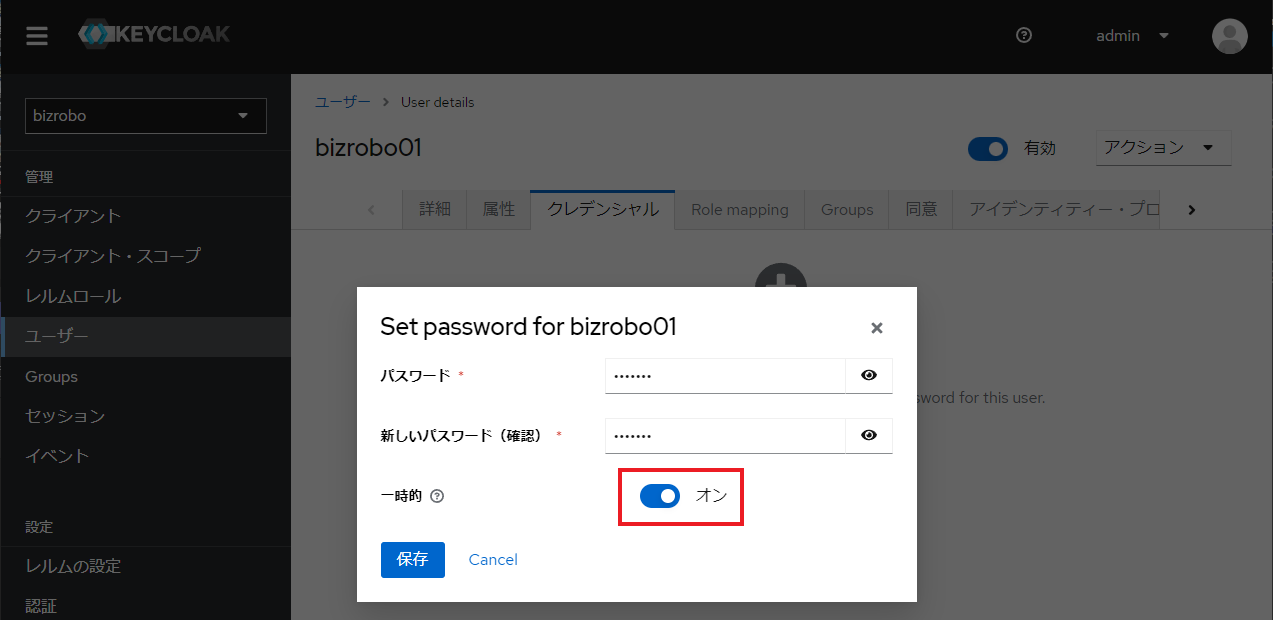 KEYCLOAK
admin
bizrobo
管理
クライアント
クライアント・スコープ
レルムロール
ユーザー
Groups
セッション
イベント
設定
レルムの設定
認証
ユーザー > User details
bizrobo01
有効
アクション
詳細 属性 クレデンシャル Role mapping Groups 同意 アイデンティティー・プロ
sword for this user.
Set password for bizrobo01
パスワード *
新しいパスワード（確認） *
一時的 オン
保存 Cancel